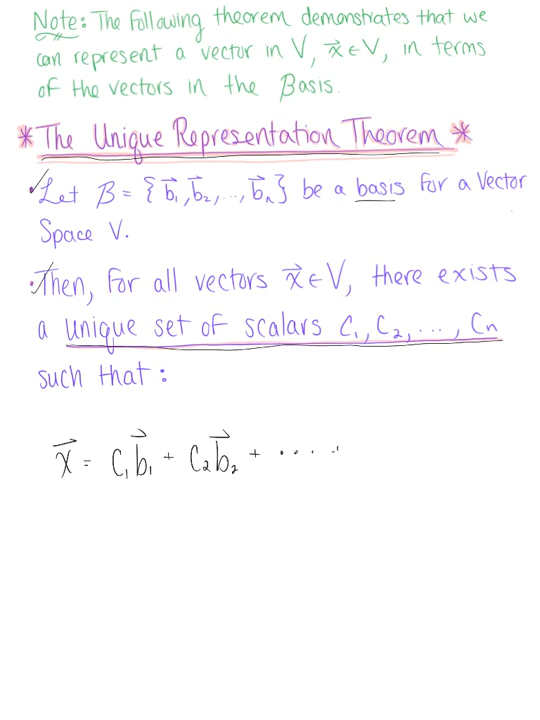 Note: The following theorem demonstrates that we
can represent a vector in V, x⃗ ∈ V, in terms
of the vectors in the Basis.
* The Unique Representation Theorem *
✓Let B = {b⃗₁, b⃗₂, ..., b⃗ₙ} be a basis for a Vector
Space V.
·Then, for all vectors x⃗ ∈ V, there exists
a unique set of scalars C₁, C₂, ..., Cn
such that:
x⃗ = C₁b⃗₁ + C₂b⃗₂ + .....